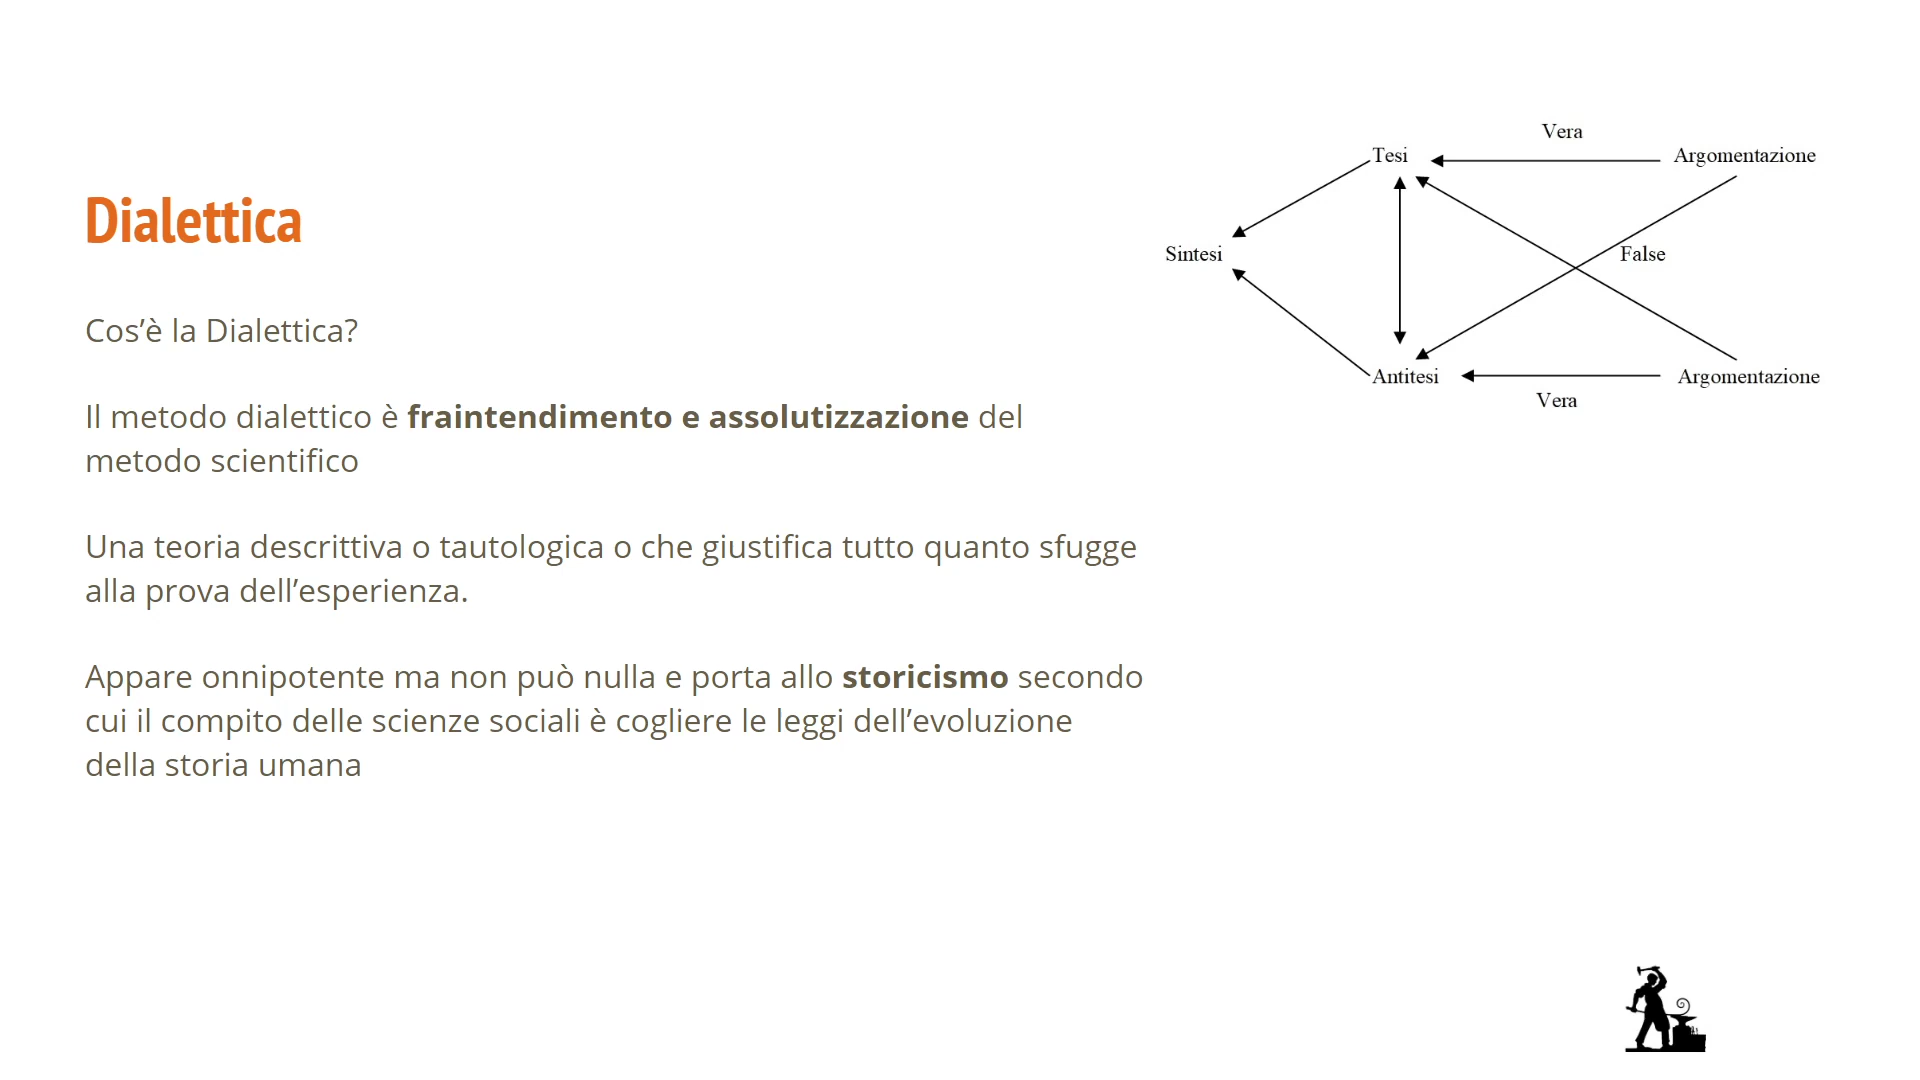 Dialettica
Cos’è la Dialettica?
Il metodo dialettico è fraintendimento e assolutizzazione del
metodo scientifico
Una teoria descrittiva o tautologica o che giustifica tutto quanto sfugge
alla prova dell’esperienza.
Appare onnipotente ma non può nulla e porta allo storicismo secondo
cui il compito delle scienze sociali è cogliere le leggi dell’evoluzione
della storia umana
Vera
Tesi
Argomentazione
Sintesi
False
Antitesi
Argomentazione
Vera